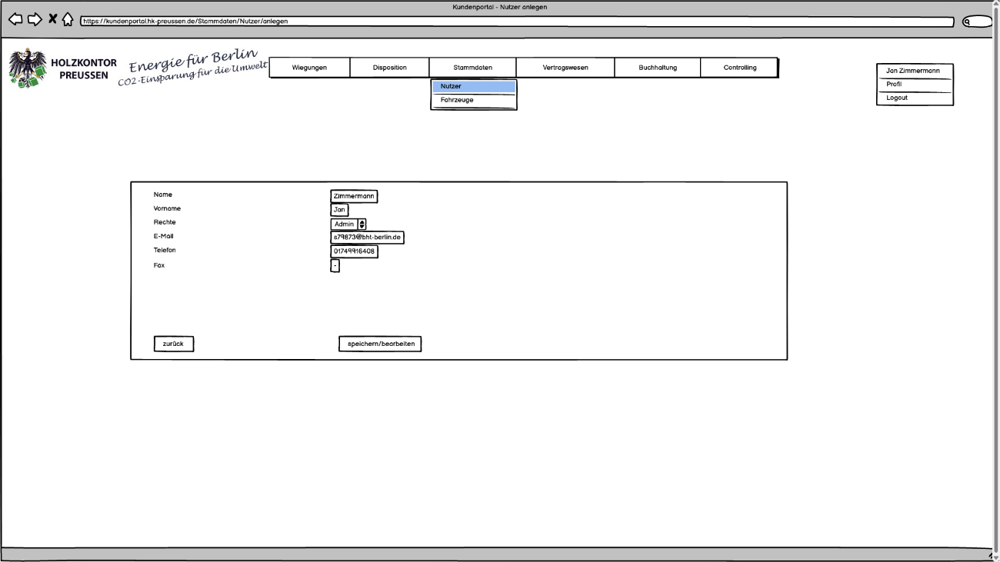 Kundenportal - Nutzer anlegen
https://kundenportal.hk-preussen.de/Stammdaten/Nutzer/anlegen
HOLZKONTOR
PREUSSEN
Energie für Berlin
CO2-Einsparung für die Umwelt
Wiegungen Disposition Stammdaten Vertragswesen Buchhaltung Controlling
Nutzer
Fahrzeuge
Jan Zimmermann
Profil
Logout
Name Zimmermann
Vorname Jan
Rechte Admin
E-Mail s79873@bht-berlin.de
Telefon 01749916408
Fax -
zurück speichern/bearbeiten